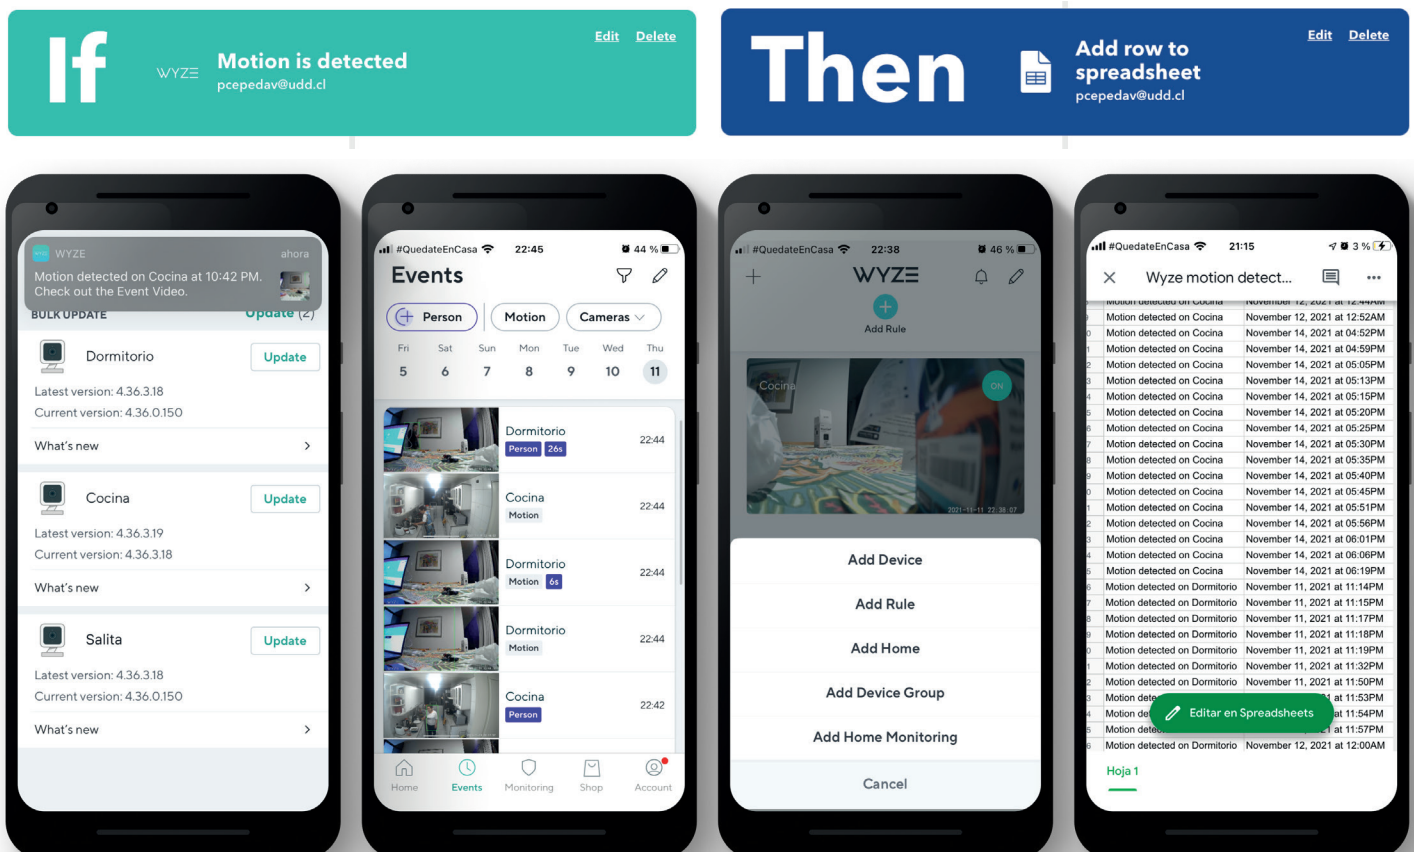 If
WYZE
Motion is detected
pcepedav@udd.cl
Edit Delete
Then
Add row to
spreadsheet
pcepedav@udd.cl
Edit Delete
WYZE ahora
Motion detected on Cocina at 10:42 PM.
Check out the Event Video.
BULK UPDATE Update (2)
Dormitorio Update
Latest version: 4.36.3.18
Current version: 4.36.0.150
What's new
Cocina Update
Latest version: 4.36.3.19
Current version: 4.36.3.18
What's new
Salita Update
Latest version: 4.36.3.18
Current version: 4.36.0.150
What's new
#QuedateEnCasa 22:45 44 %
Events
Person Motion Cameras
Fri Sat Sun Mon Tue Wed Thu
5 6 7 8 9 10 11
Dormitorio
Person 26s 22:44
Cocina
Motion 22:44
Dormitorio
Motion 6s 22:44
Dormitorio
Motion 22:44
Cocina
Person 22:42
Home Events Monitoring Shop Account
#QuedateEnCasa 22:38 46 %
WYZE
Add Rule
Cocina ON
2021-11-11 22:38:07
Add Device
Add Rule
Add Home
Add Device Group
Add Home Monitoring
Cancel
#QuedateEnCasa 21:15 3 %
Wyze motion detect...
Motion detected on Cocina November 12, 2021 at 12:44AM
Motion detected on Cocina November 12, 2021 at 12:52AM
Motion detected on Cocina November 14, 2021 at 04:52PM
Motion detected on Cocina November 14, 2021 at 04:59PM
Motion detected on Cocina November 14, 2021 at 05:05PM
Motion detected on Cocina November 14, 2021 at 05:13PM
Motion detected on Cocina November 14, 2021 at 05:15PM
Motion detected on Cocina November 14, 2021 at 05:20PM
Motion detected on Cocina November 14, 2021 at 05:25PM
Motion detected on Cocina November 14, 2021 at 05:30PM
Motion detected on Cocina November 14, 2021 at 05:35PM
Motion detected on Cocina November 14, 2021 at 05:40PM
Motion detected on Cocina November 14, 2021 at 05:45PM
Motion detected on Cocina November 14, 2021 at 05:51PM
Motion detected on Cocina November 14, 2021 at 05:56PM
Motion detected on Cocina November 14, 2021 at 06:01PM
Motion detected on Cocina November 14, 2021 at 06:06PM
Motion detected on Cocina November 14, 2021 at 06:19PM
Motion detected on Dormitorio November 11, 2021 at 11:14PM
Motion detected on Dormitorio November 11, 2021 at 11:15PM
Motion detected on Dormitorio November 11, 2021 at 11:17PM
Motion detected on Dormitorio November 11, 2021 at 11:18PM
Motion detected on Dormitorio November 11, 2021 at 11:19PM
Motion detected on Dormitorio November 11, 2021 at 11:32PM
Motion detected on Dormitorio November 11, 2021 at 11:50PM
Motion at 11:53PM
Motion at 11:54PM
Motion at 11:57PM
Editar en Spreadsheets
Motion detected on Dormitorio November 12, 2021 at 12:00AM
Hoja 1